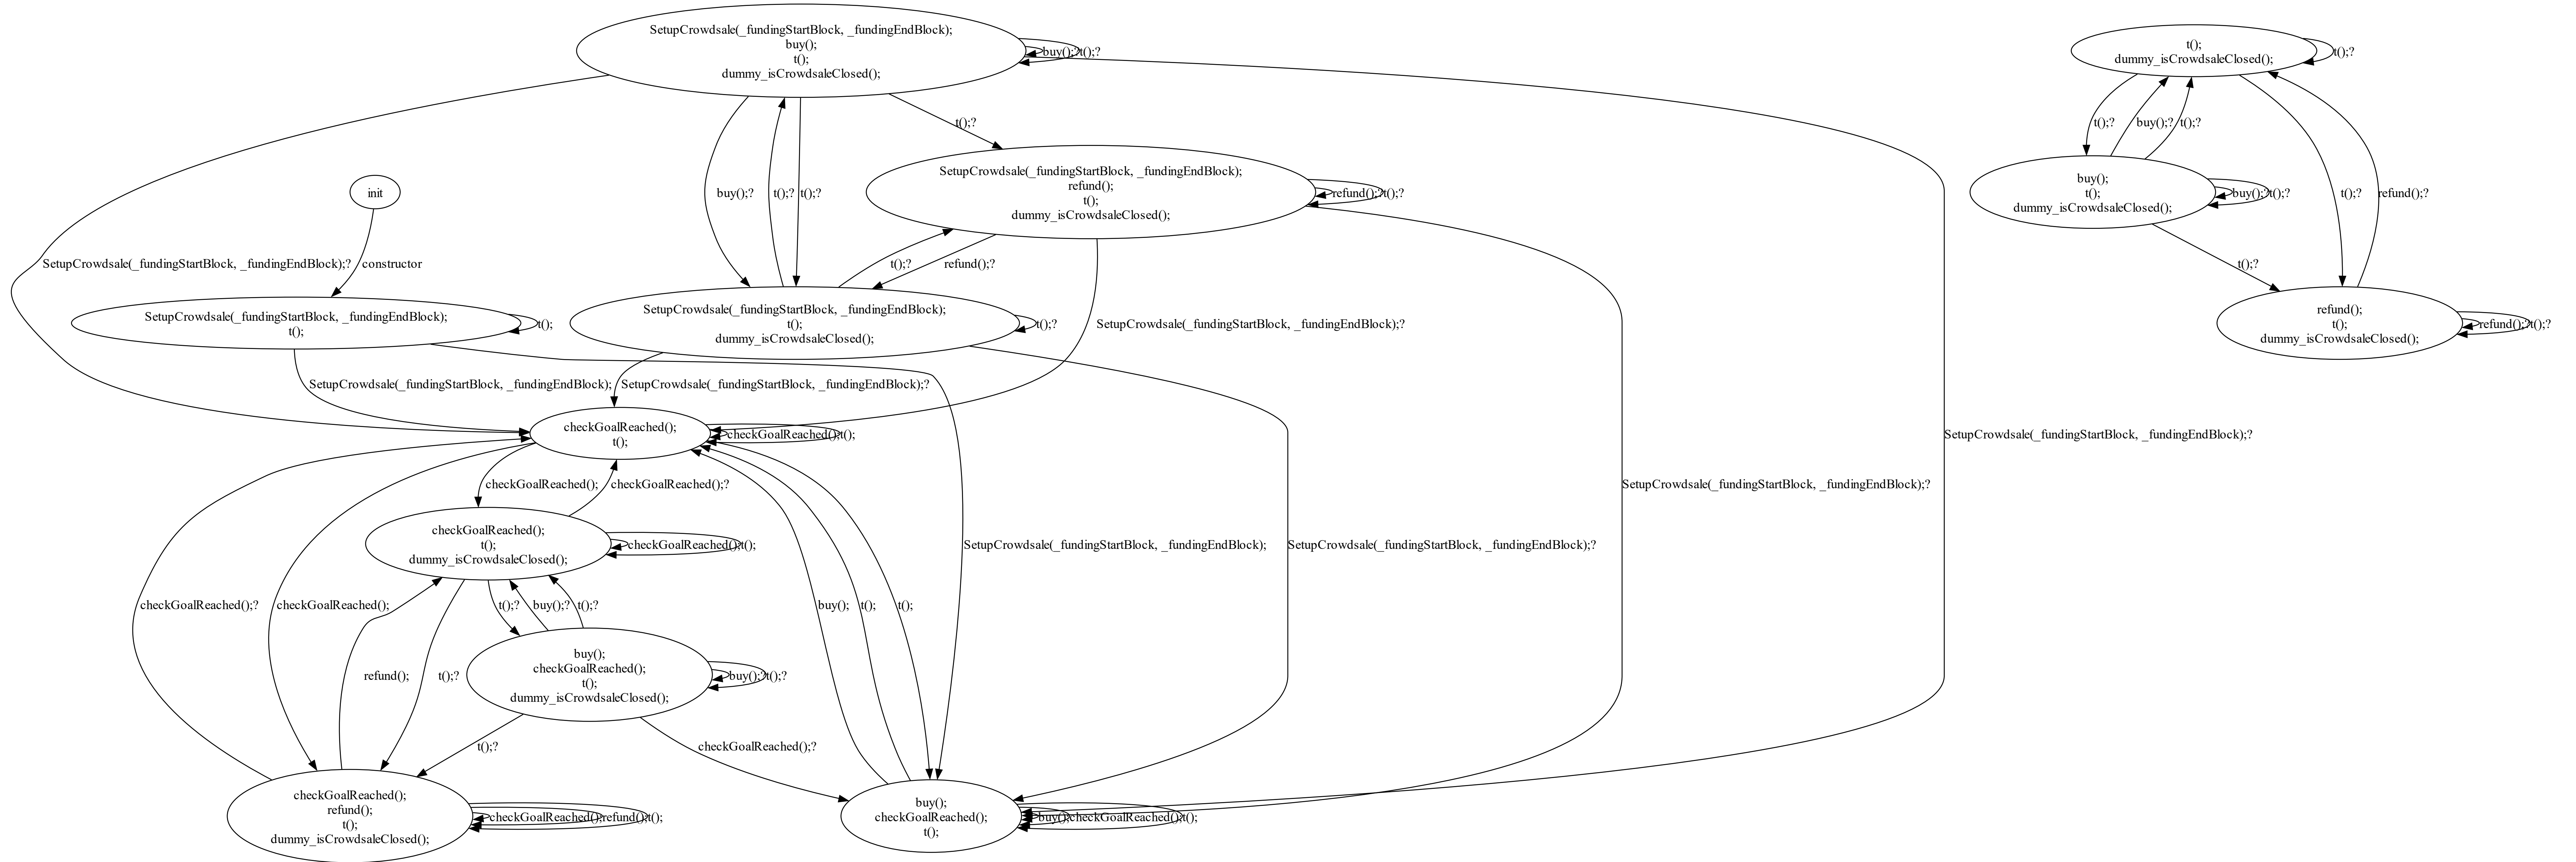 SetupCrowdsale(_fundingStartBlock, _fundingEndBlock);
buy();
t();
dummy_isCrowdsaleClosed();
buy();?
t();?
t();
dummy_isCrowdsaleClosed();
t();?
t();?
t();?
buy();?
t();?
init
SetupCrowdsale(_fundingStartBlock, _fundingEndBlock);
refund();
t();
dummy_isCrowdsaleClosed();
refund();?
t();?
buy();?
t();?
t();?
buy();
t();
dummy_isCrowdsaleClosed();
buy();?
t();?
t();?
refund();?
SetupCrowdsale(_fundingStartBlock, _fundingEndBlock);?
constructor
t();?
refund();?
t();?
SetupCrowdsale(_fundingStartBlock, _fundingEndBlock);
t();
t();
SetupCrowdsale(_fundingStartBlock, _fundingEndBlock);
t();
dummy_isCrowdsaleClosed();
t();?
SetupCrowdsale(_fundingStartBlock, _fundingEndBlock);?
refund();
t();
dummy_isCrowdsaleClosed();
refund();?
t();?
SetupCrowdsale(_fundingStartBlock, _fundingEndBlock);
SetupCrowdsale(_fundingStartBlock, _fundingEndBlock);?
checkGoalReached();
t();
checkGoalReached();
t();
SetupCrowdsale(_fundingStartBlock, _fundingEndBlock);?
checkGoalReached();
checkGoalReached();?
SetupCrowdsale(_fundingStartBlock, _fundingEndBlock);?
checkGoalReached();
t();
dummy_isCrowdsaleClosed();
checkGoalReached();
t();
SetupCrowdsale(_fundingStartBlock, _fundingEndBlock);
SetupCrowdsale(_fundingStartBlock, _fundingEndBlock);?
checkGoalReached();?
checkGoalReached();
t();?
buy();?
t();?
buy();
t();
t();
refund();
t();?
buy();
checkGoalReached();
t();
dummy_isCrowdsaleClosed();
buy();?
t();?
t();?
checkGoalReached();?
checkGoalReached();
refund();
t();
dummy_isCrowdsaleClosed();
checkGoalReached();
refund();
t();
buy();
checkGoalReached();
t();
buy();
checkGoalReached();
t();